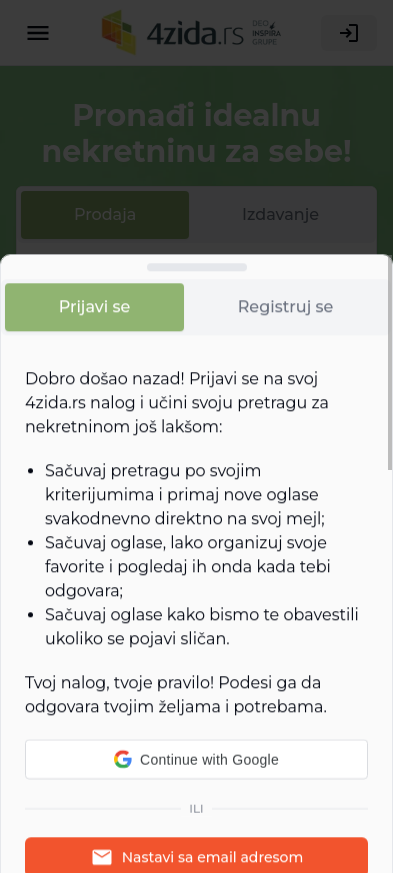 4zida.rs DEO INSPIRA GRUPE
Pronađi idealnu
nekretninu za sebe!
Prodaja Izdavanje
Prijavi se Registruj se
Dobro došao nazad! Prijavi se na svoj
4zida.rs nalog i učini svoju pretragu za
nekretninom još lakšom:
• Sačuvaj pretragu po svojim
kriterijumima i primaj nove oglase
svakodnevno direktno na svoj mejl;
• Sačuvaj oglase, lako organizuj svoje
favorite i pogledaj ih onda kada tebi
odgovara;
• Sačuvaj oglase kako bismo te obavestili
ukoliko se pojavi sličan.
Tvoj nalog, tvoje pravilo! Podesi ga da
odgovara tvojim željama i potrebama.
Continue with Google
ILI
Nastavi sa email adresom